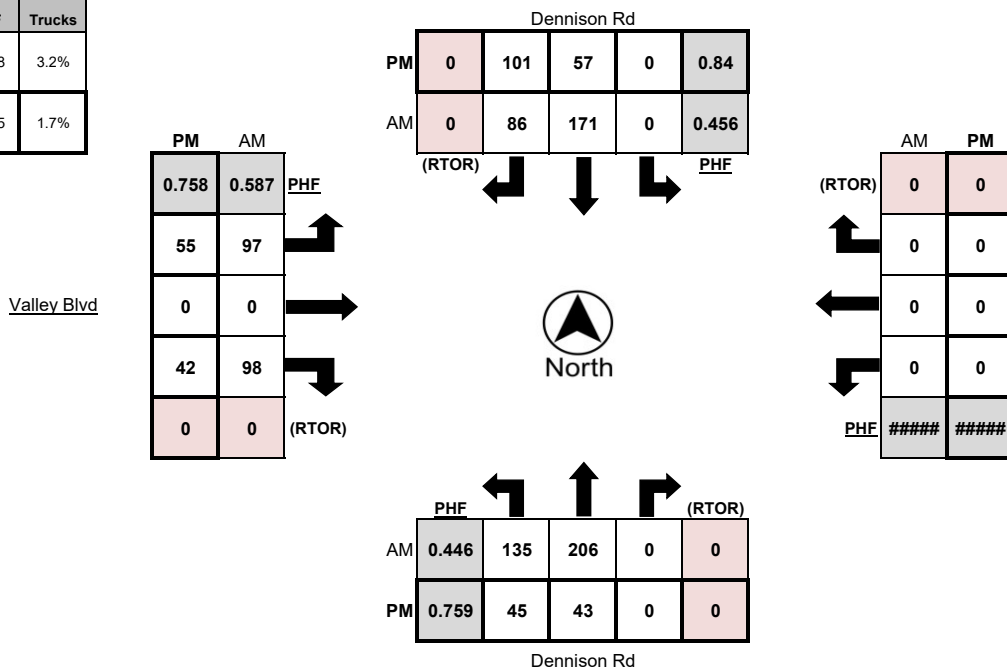 Trucks
3.2%
1.7%
Dennison Rd
PM 0 101 57 0 0.84
AM 0 86 171 0 0.456
(RTOR) PHF
PM AM
0.758 0.587 PHF
55 97
Valley Blvd 0 0
42 98
0 0 (RTOR)
North
AM PM
(RTOR) 0 0
0 0
0 0
0 0
PHF ##### #####
PHF (RTOR)
AM 0.446 135 206 0 0
PM 0.759 45 43 0 0
Dennison Rd